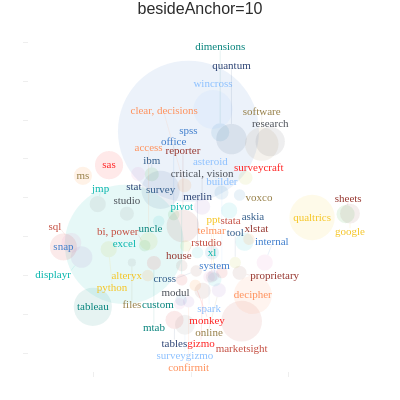 besideAnchor=10
dimensions
quantum
wincross
clear, decisions
software
research
spss
office
access
reporter
ibm
asteroid
sas
surveycraft
ms
critical, vision
jmp
stat
survey
builder
studio
merlin
voxco
sheets
pivot
sql
uncle
ppt
stata
askia
qualtrics
bi, power
telmar
tool
xlstar
google
snap
excel
rstudio
internal
house
xl
system
displayr
alteryx
cross
proprietary
python
modul
decipher
tableau
files
custom
spark
mtab
monkey
online
tables
gizmo
marketsight
surveygizmo
confirmit